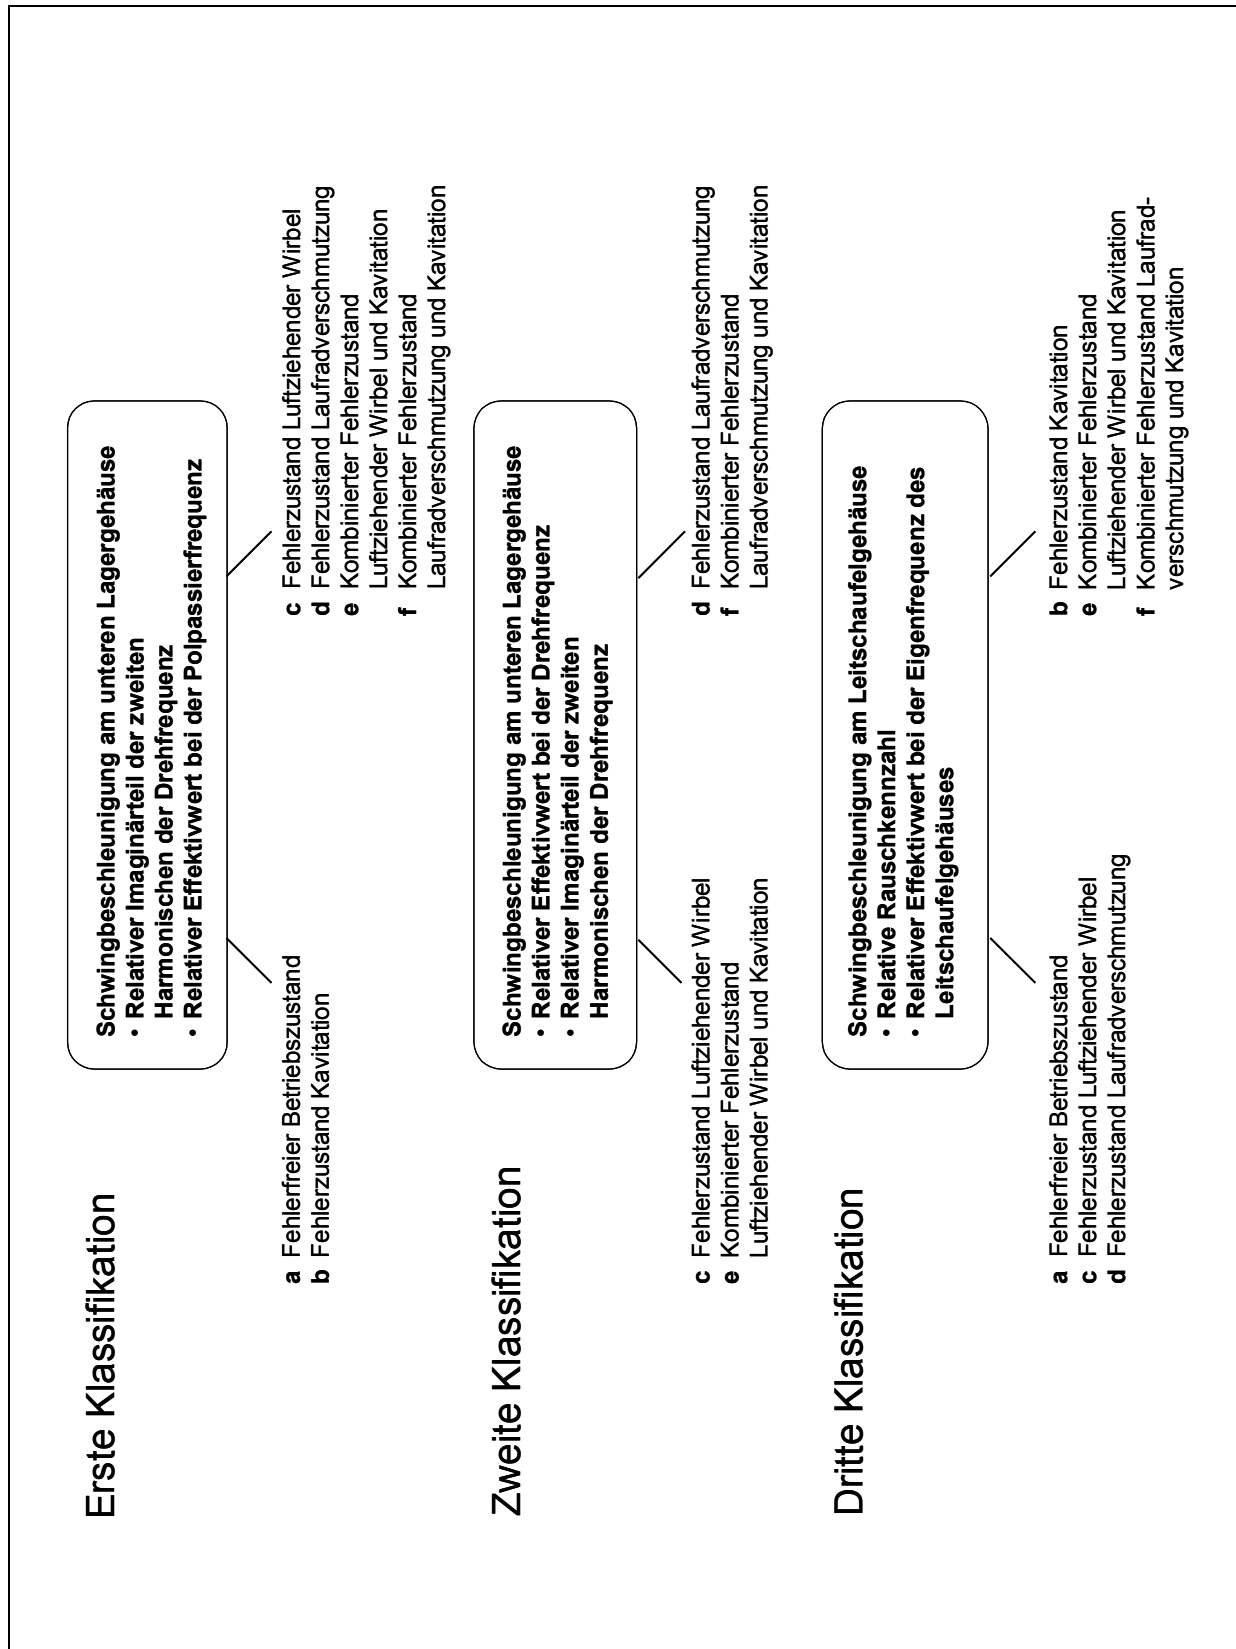 Erste Klassifikation
Schwingbeschleunigung am unteren Lagergehäuse
• Relativer Imaginärteil der zweiten
Harmonischen der Drehfrequenz
• Relativer Effektivwert bei der Polpassierfrequenz
a Fehlerfreier Betriebszustand
b Fehlerzustand Kavitation
c Fehlerzustand Luftziehender Wirbel
d Fehlerzustand Laufradverschmutzung
e Kombinierter Fehlerzustand
Luftziehender Wirbel und Kavitation
f Kombinierter Fehlerzustand
Laufradverschmutzung und Kavitation
Zweite Klassifikation
Schwingbeschleunigung am unteren Lagergehäuse
• Relativer Effektivwert bei der Drehfrequenz
• Relativer Imaginärteil der zweiten
Harmonischen der Drehfrequenz
c Fehlerzustand Luftziehender Wirbel
e Kombinierter Fehlerzustand
Luftziehender Wirbel und Kavitation
d Fehlerzustand Laufradverschmutzung
f Kombinierter Fehlerzustand
Laufradverschmutzung und Kavitation
Dritte Klassifikation
Schwingbeschleunigung am Leitschaufelgehäuse
• Relative Rauschkennzahl
• Relativer Effektivwert bei der Eigenfrequenz des
Leitschaufelgehäuses
a Fehlerfreier Betriebszustand
c Fehlerzustand Luftziehender Wirbel
d Fehlerzustand Laufradverschmutzung
b Fehlerzustand Kavitation
e Kombinierter Fehlerzustand
Luftziehender Wirbel und Kavitation
f Kombinierter Fehlerzustand Laufrad-
verschmutzung und Kavitation